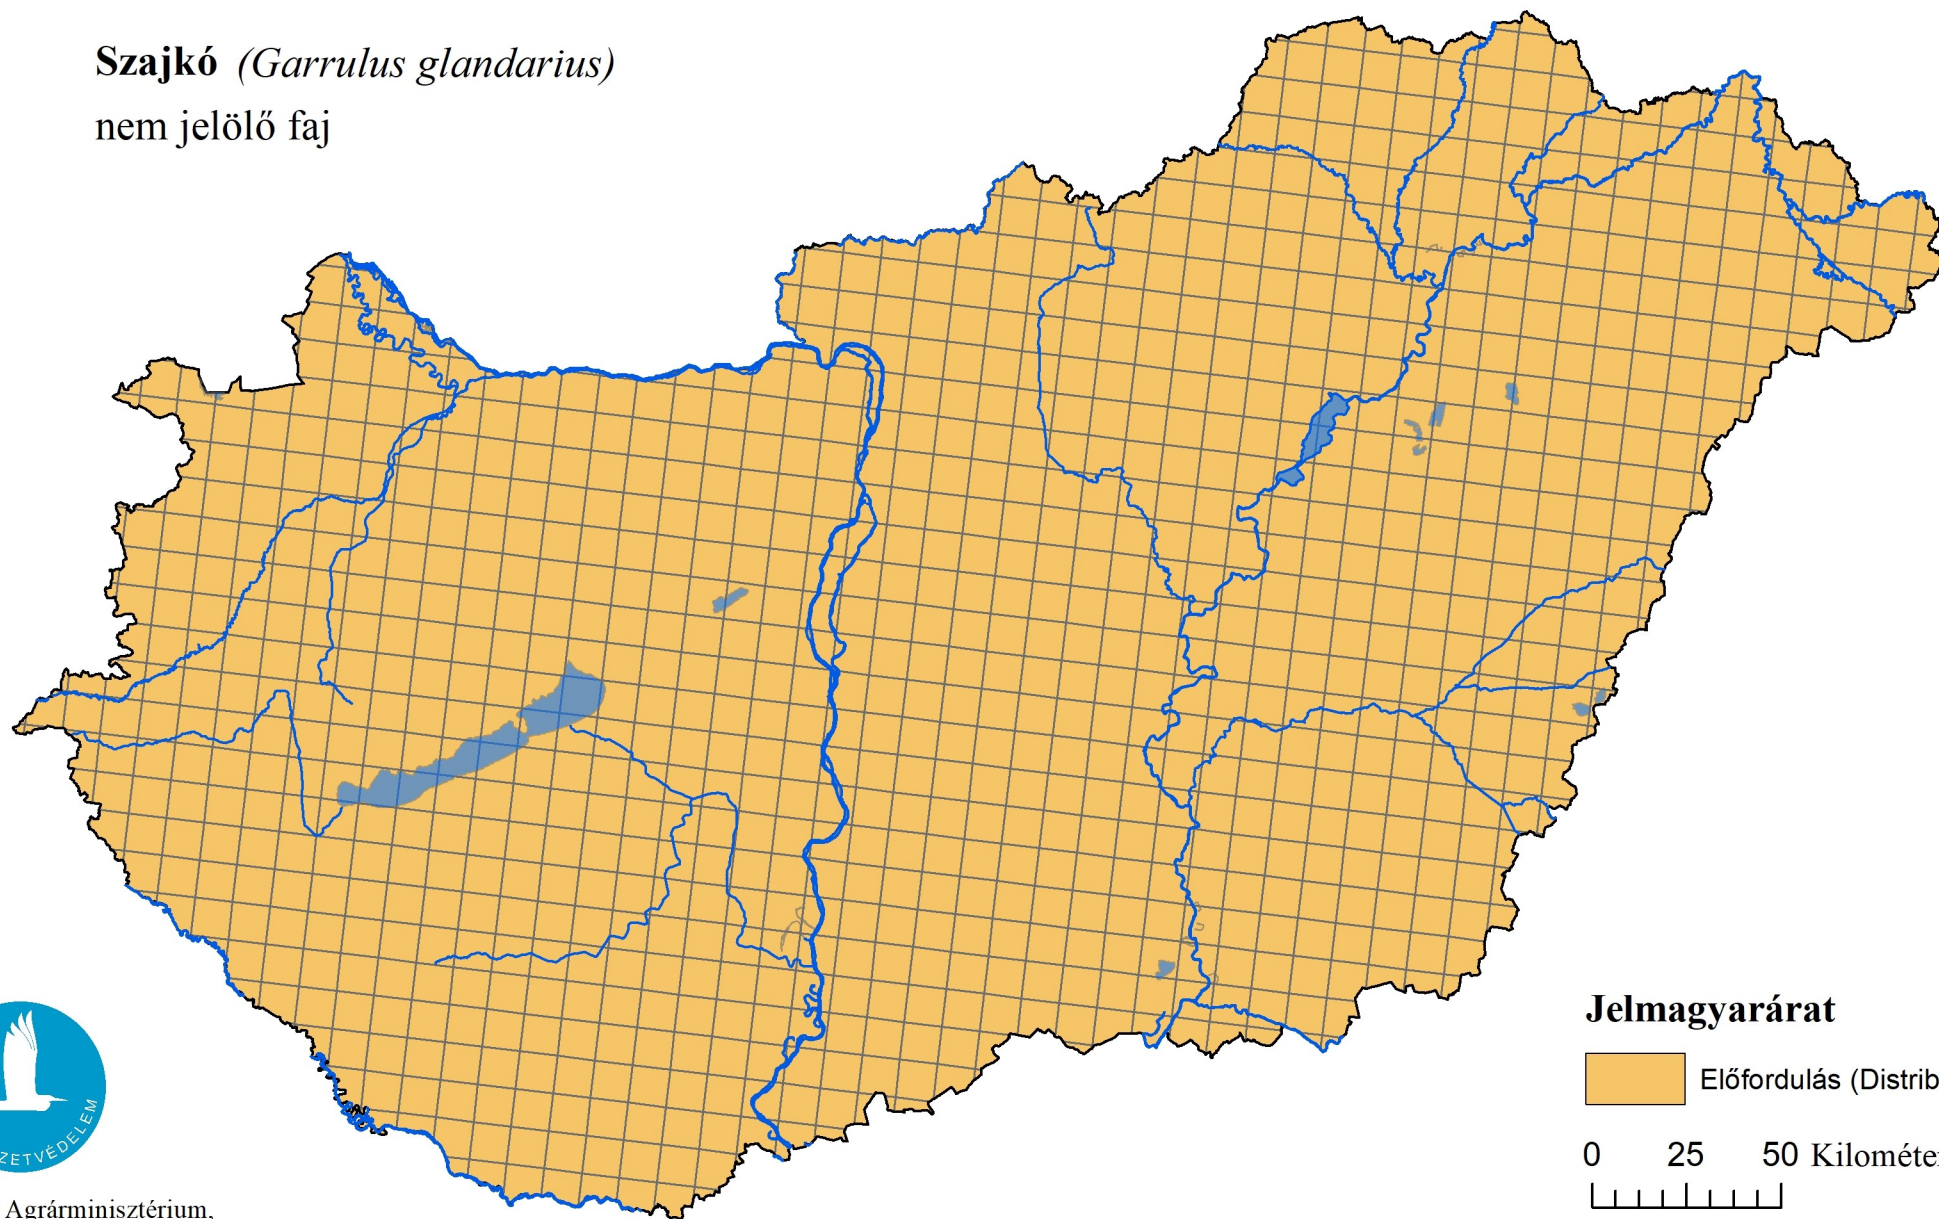 Szajkó (Garrulus glandarius)
nem jelölő faj
Jelmagyarárat
Előfordulás (Distrib
0 25 50 Kilométe
ZETVÉDELEM
Agrárminisztérium,